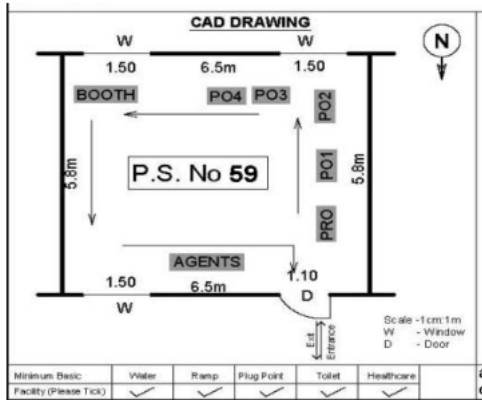 CAD DRAWING
W W
1.50 6.5m 1.50
N
BOOTH PO4 PO3 PO2
5.8m P.S. No 59 PO1 5.8m
PRO
AGENTS
1.50 6.5m 1.10
W D
Scale -1cm:1m
W - Window
D - Door
Exit
Entrance
Minimum Basic Water Ramp Plug Point Toilet Healthcare
Facility (Please Tick)